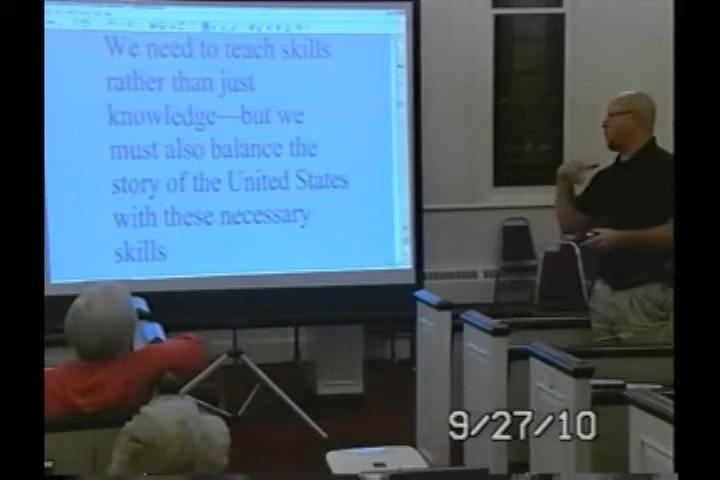 We need to teach skills
rather than just
knowledge—but we
must also balance the
story of the United States
with these necessary
skills
9/27/10